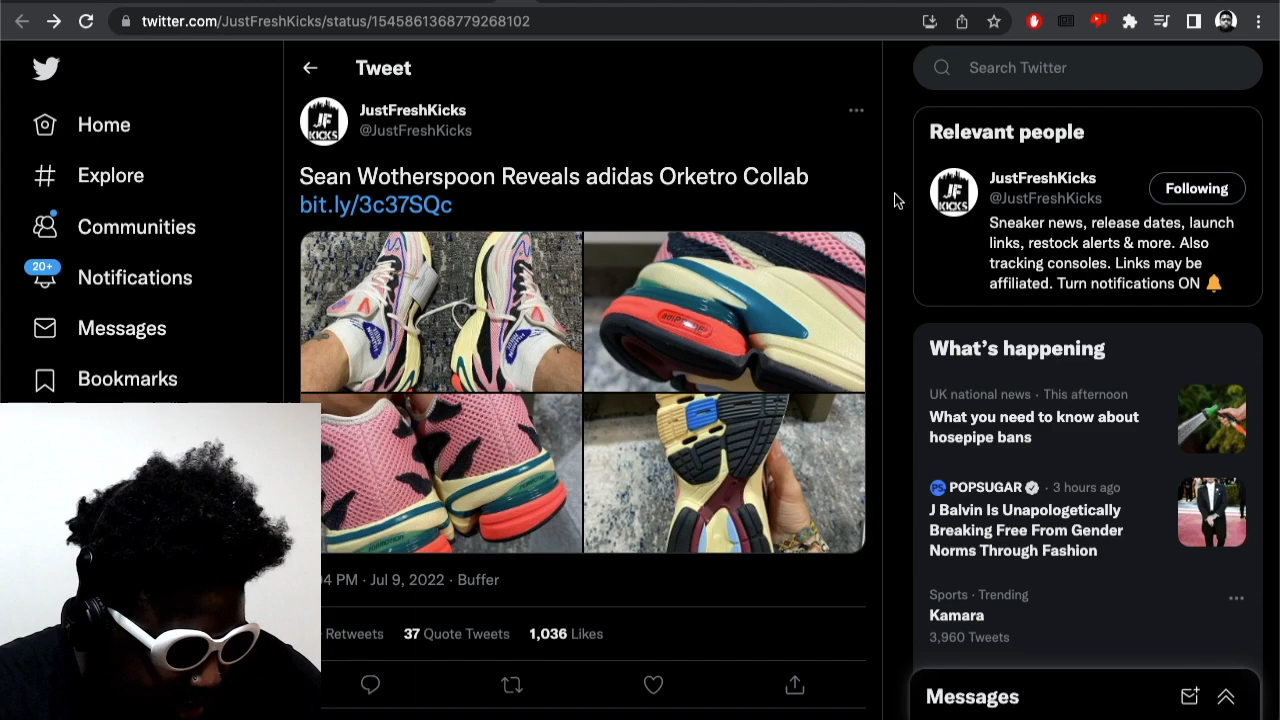 twitter.com/JustFreshKicks/status/1545861368779268102
Home
Explore
Communities
20+
Notifications
Messages
Bookmarks
Tweet
JF
KICKS
JustFreshKicks
@JustFreshKicks
Sean Wotherspoon Reveals adidas Orketro Collab
bit.ly/3c37SQc
4 PM · Jul 9, 2022 · Buffer
Retweets 37 Quote Tweets 1,036 Likes
Search Twitter
Relevant people
JF
KICKS
JustFreshKicks
@JustFreshKicks
Following
Sneaker news, release dates, launch
links, restock alerts & more. Also
tracking consoles. Links may be
affiliated. Turn notifications ON
What's happening
UK national news · This afternoon
What you need to know about
hosepipe bans
PS POPSUGAR · 3 hours ago
J Balvin Is Unapologetically
Breaking Free From Gender
Norms Through Fashion
Sports · Trending
Kamara
3,960 Tweets
Messages